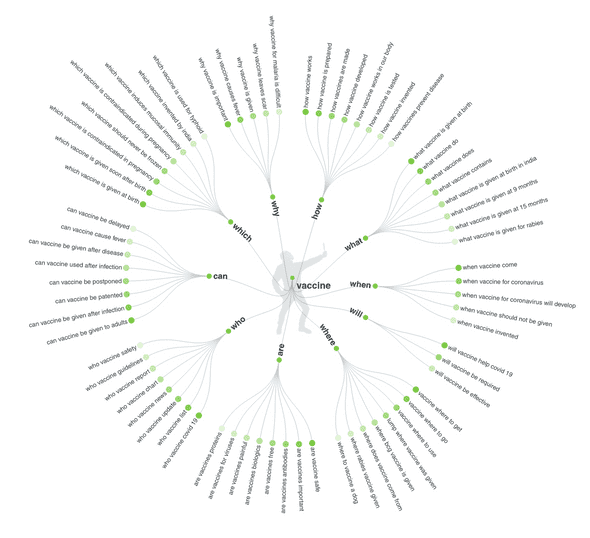 vaccine
why
why vaccine is important
why vaccine causes fever
why vaccine is given
why vaccine leaves scar
why vaccine for malaria is difficult
how
how vaccine works
how vaccine is prepared
how vaccines are made
how vaccine developed
how vaccine works in our body
how vaccine is tested
how vaccine invented
how vaccines prevent disease
what
what vaccine is given at birth
what vaccine do
what vaccine does
what vaccine contains
what vaccine is given at birth in india
what vaccine is given at 9 months
what vaccine is given at 15 months
what vaccine is given for rabies
when
when vaccine come
when vaccine for coronavirus
when vaccine for coronavirus will develop
when vaccine should not be given
when vaccine invented
will
will vaccine help covid 19
will vaccine be required
will vaccine be effective
where
vaccine where to get
vaccine where to go
vaccine where to use
lump where vaccine was given
where bcg vaccine is given
where does vaccine come from
where rabies vaccine given
where to vaccine a dog
are
are vaccine safe
are vaccines important
are vaccines antibodies
are vaccines free
are vaccines biologics
are vaccines painful
are vaccines for viruses
are vaccines proteins
who
who vaccine covid 19
who vaccine list
who vaccine update
who vaccine news
who vaccine chart
who vaccine report
who vaccine guidelines
who vaccine safety
can
can vaccine be given to adults
can vaccine be given after infection
can vaccine be patented
can vaccine be postponed
can vaccine used after infection
can vaccine be given after disease
can vaccine cause fever
can vaccine be delayed
which
which vaccine is given at birth
which vaccine is given soon after birth
which vaccine is contraindicated in pregnancy
which vaccine should never be frozen
which vaccine is contraindicated during pregnancy
which vaccine induces mucosal immunity
which vaccine invented by india
which vaccine is used for typhoid